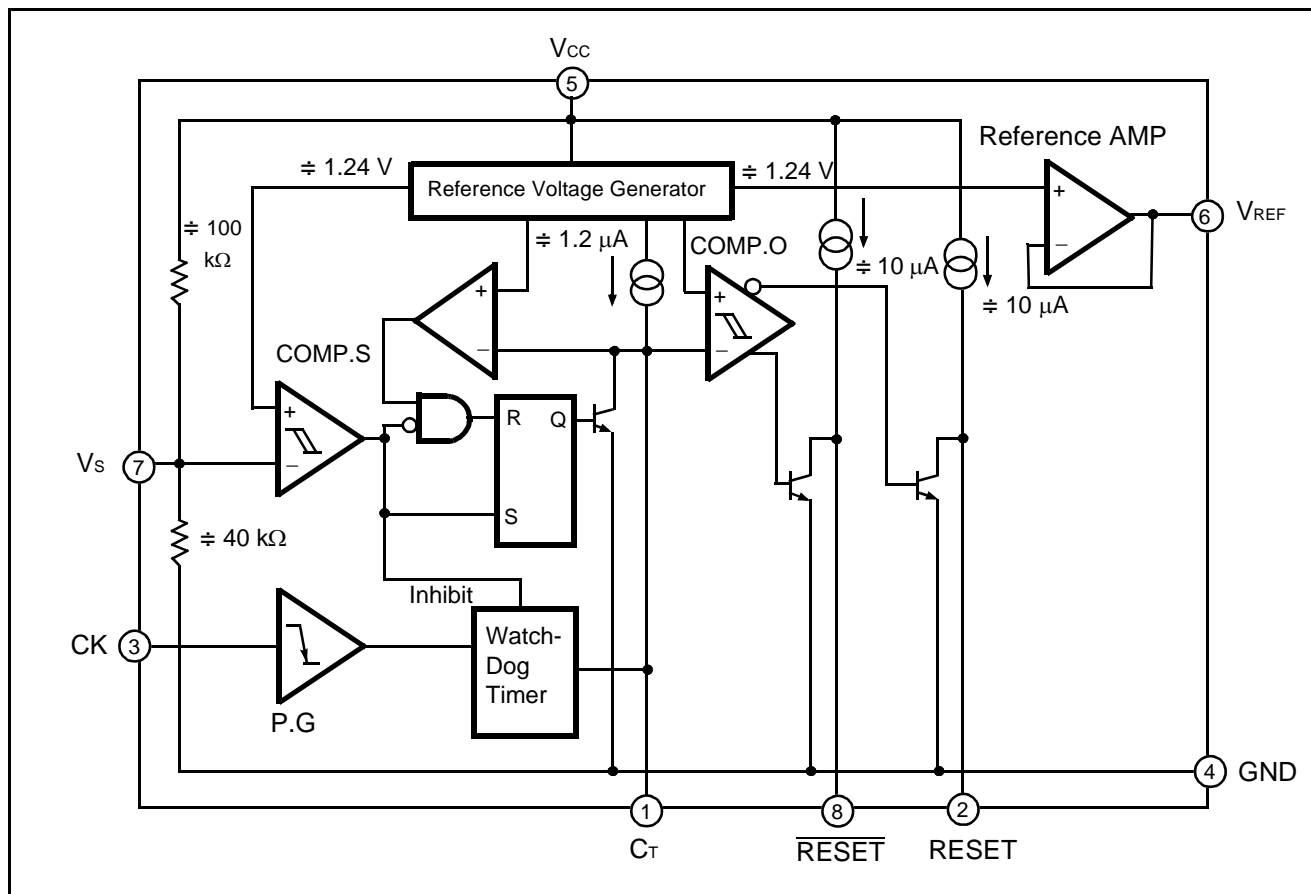 VCC
5
Reference AMP
≑ 1.24 V
Reference Voltage Generator
≑ 1.24 V
+
−
6
VREF
≑ 100
kΩ
≑ 1.2 μA
COMP.O
≑ 10 μA
≑ 10 μA
+
−
+
−
COMP.S
+
−
R
Q
S
VS
7
≑ 40 kΩ
Inhibit
CK
3
P.G
Watch-
Dog
Timer
4
GND
1
8
2
CT
RESET
RESET